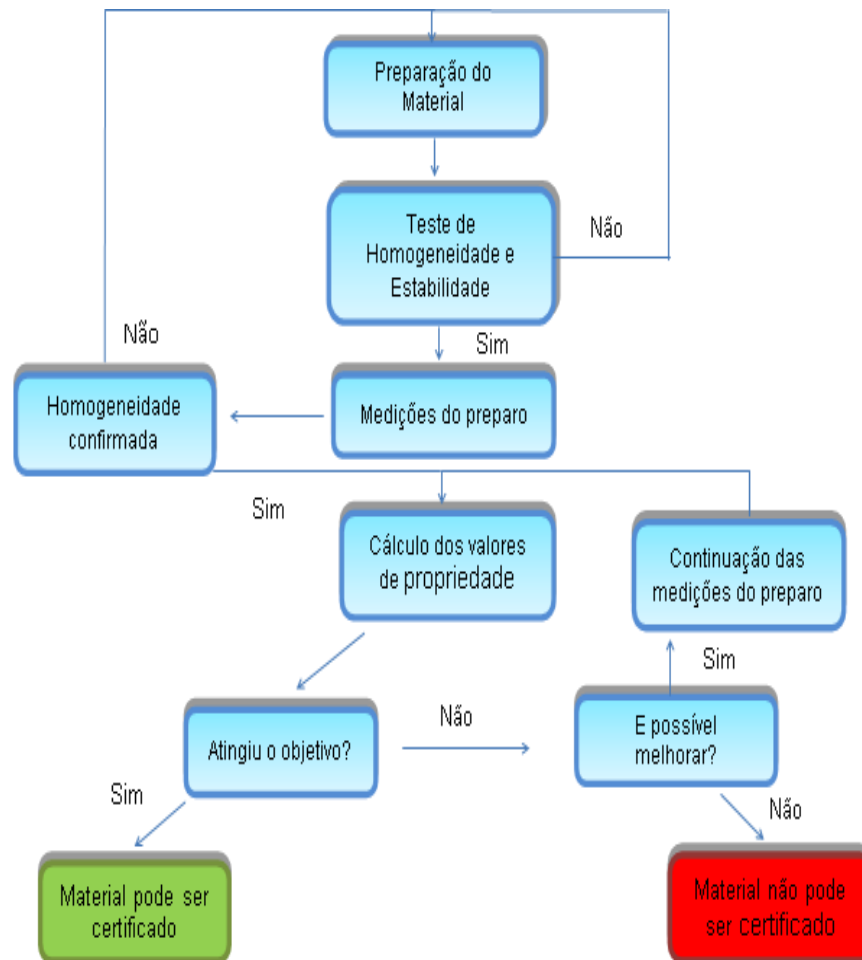 Preparação do
Material
Teste de
Homogeneidade e
Estabilidade
Não
Sim
Não
Homogeneidade
confirmada
Medições do preparo
Sim
Cálculo dos valores
de propriedade
Continuação das
medições do preparo
Sim
Atingiu o objetivo?
Não
E possível
melhorar?
Sim
Não
Material pode ser
certificado
Material não pode
ser certificado